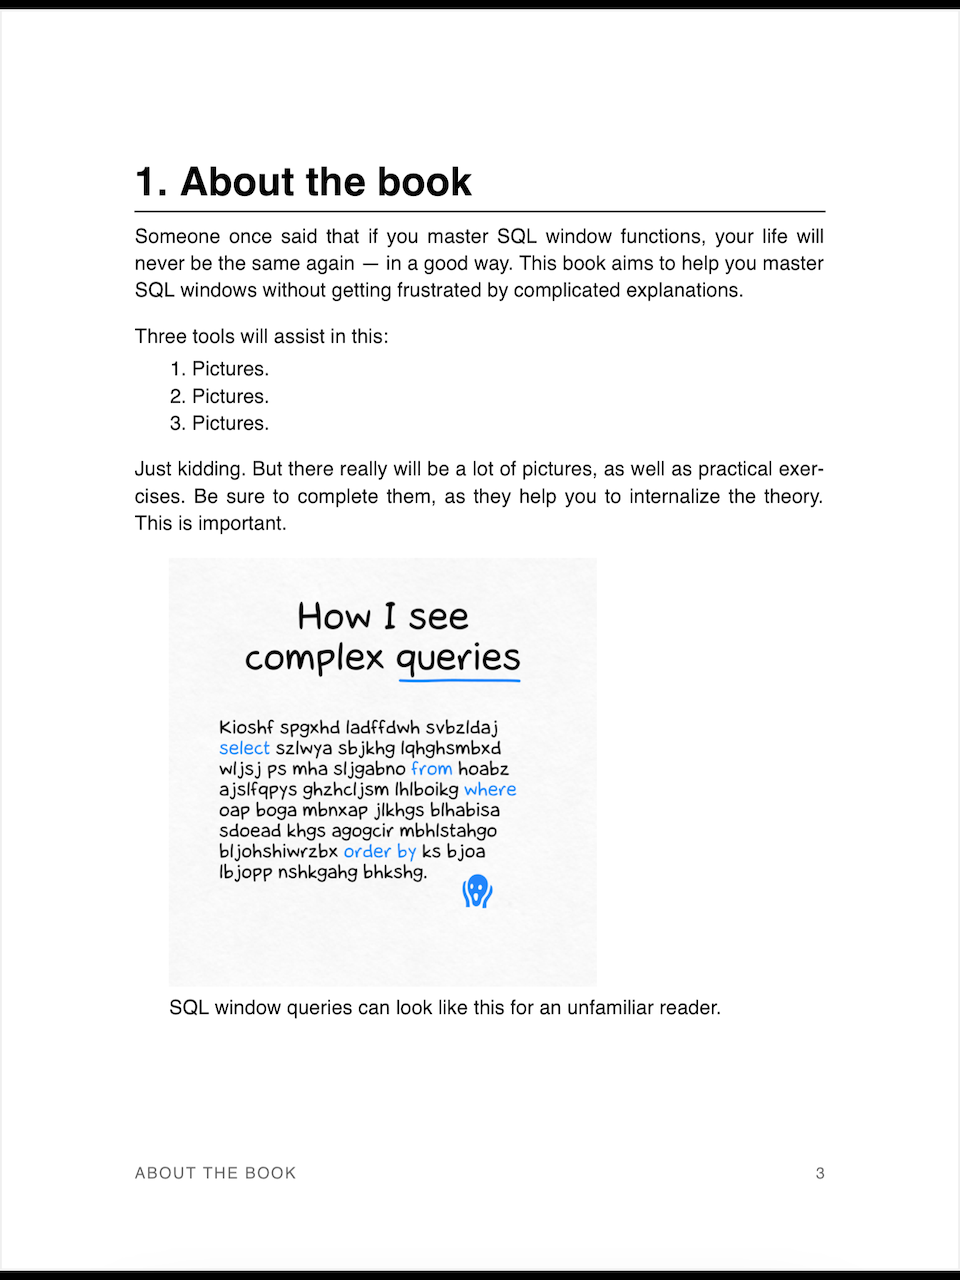 1. About the book
Someone once said that if you master SQL window functions, your life will
never be the same again — in a good way. This book aims to help you master
SQL windows without getting frustrated by complicated explanations.
Three tools will assist in this:
1. Pictures.
2. Pictures.
3. Pictures.
Just kidding. But there really will be a lot of pictures, as well as practical exer-
cises. Be sure to complete them, as they help you to internalize the theory.
This is important.
How I see
complex queries
Kioshf spgxhd ladffdwh svbzldaj
select szlwya sbjkhg lqhghsmbxd
wljsj ps mha sljgabno from hoabz
ajslfqpys ghzhcljsm lhlboikg where
oap boga mbnxap jlkhgs blhabisa
sdoead khgs agogcir mbhlstahgo
bljohshiwrzbx order by ks bjoa
lbjopp nshkgahg bhkshg.
SQL window queries can look like this for an unfamiliar reader.
ABOUT THE BOOK
3